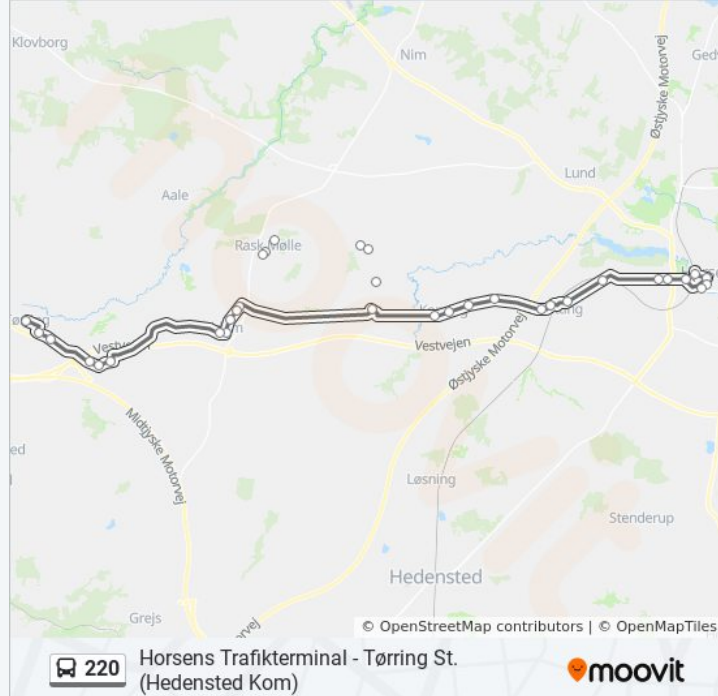 Klovborg
Nim
Østjyske Motorvej
Lund
Aale
Rask Mølle
Vestvejen
Østjyske Motorvej
Midtjyske Motorvej
Løsning
Stenderup
Hedensted
Grejs
© OpenStreetMap contributors | © OpenMapTiles
220
Horsens Trafikterminal - Tørring St.
(Hedensted Kom)
moovit